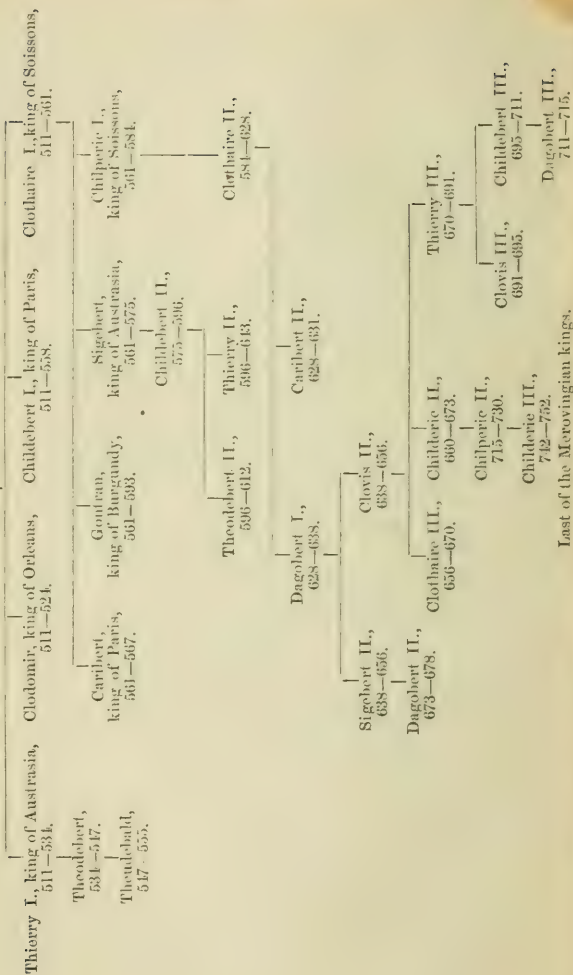 Thierry I., king of Austrasia, Clodomir, king of Orleans, Childebert I., king of Paris, Clothaire I., king of Soissons,
511—534. 511—524. 511—558. 511—561.
Theodebert,
534—547.
Theudebald,
547—555.
Caribert, Gontran, Sigebert, Chilperic I.,
king of Paris, king of Burgundy, king of Austrasia, king of Soissons,
561—567. 561—593. 561—575. 561—584.
Childebert II.,
575—596.
Theodebert II., Thierry II., Clothaire II.,
596—612. 596—613. 584—628.
Dagobert I., Caribert II.,
628—638. 628—631.
Sigebert II., Clovis II.,
638—656. 638—656.
Dagobert II.,
673—678.
Clothaire III., Childeric II., Thierry III.,
656—670. 660—673. 670—691.
Chilperic II., Clovis III., Childebert III.,
715—730. 691—695. 695—711.
Childeric III., Dagobert III.,
742—752. 711—715.
Last of the Merovingian kings.